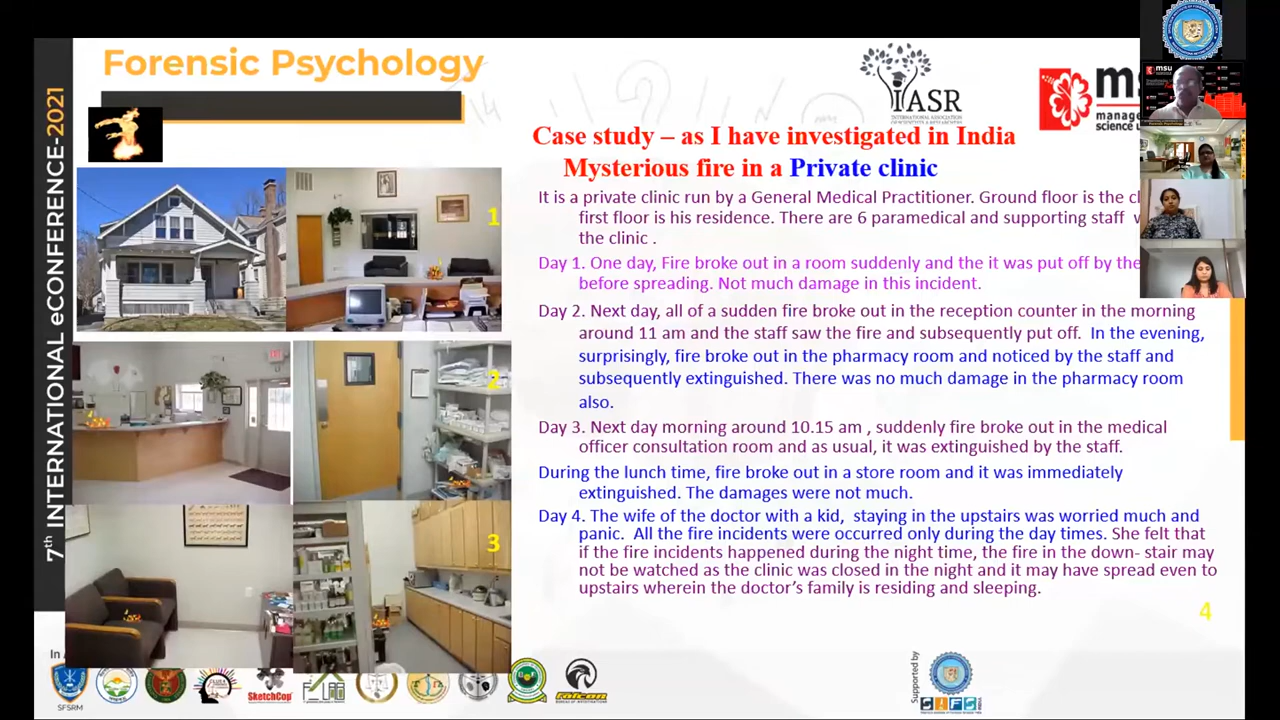 Forensic Psychology
7th INTERNATIONAL eCONFERENCE-2021
IASR
INTERNATIONAL ASSOCIATION
manage
science u
msu
Case study – as I have investigated in India
Mysterious fire in a Private clinic
It is a private clinic run by a General Medical Practitioner. Ground floor is the
first floor is his residence. There are 6 paramedical and supporting staff
the clinic .
Day 1. One day, Fire broke out in a room suddenly and the it was put off by the
before spreading. Not much damage in this incident.
Day 2. Next day, all of a sudden fire broke out in the reception counter in the morning
around 11 am and the staff saw the fire and subsequently put off. In the evening,
surprisingly, fire broke out in the pharmacy room and noticed by the staff and
subsequently extinguished. There was no much damage in the pharmacy room
also.
Day 3. Next day morning around 10.15 am , suddenly fire broke out in the medical
officer consultation room and as usual, it was extinguished by the staff.
During the lunch time, fire broke out in a store room and it was immediately
extinguished. The damages were not much.
Day 4. The wife of the doctor with a kid, staying in the upstairs was worried much and
panic. All the fire incidents were occurred only during the day times. She felt that
if the fire incidents happened during the night time, the fire in the down- stair may
not be watched as the clinic was closed in the night and it may have spread even to
upstairs wherein the doctor's family is residing and sleeping.
1
2
3
4
In
SFSRM
SketchCop
FALCON
Supported by
SIFS